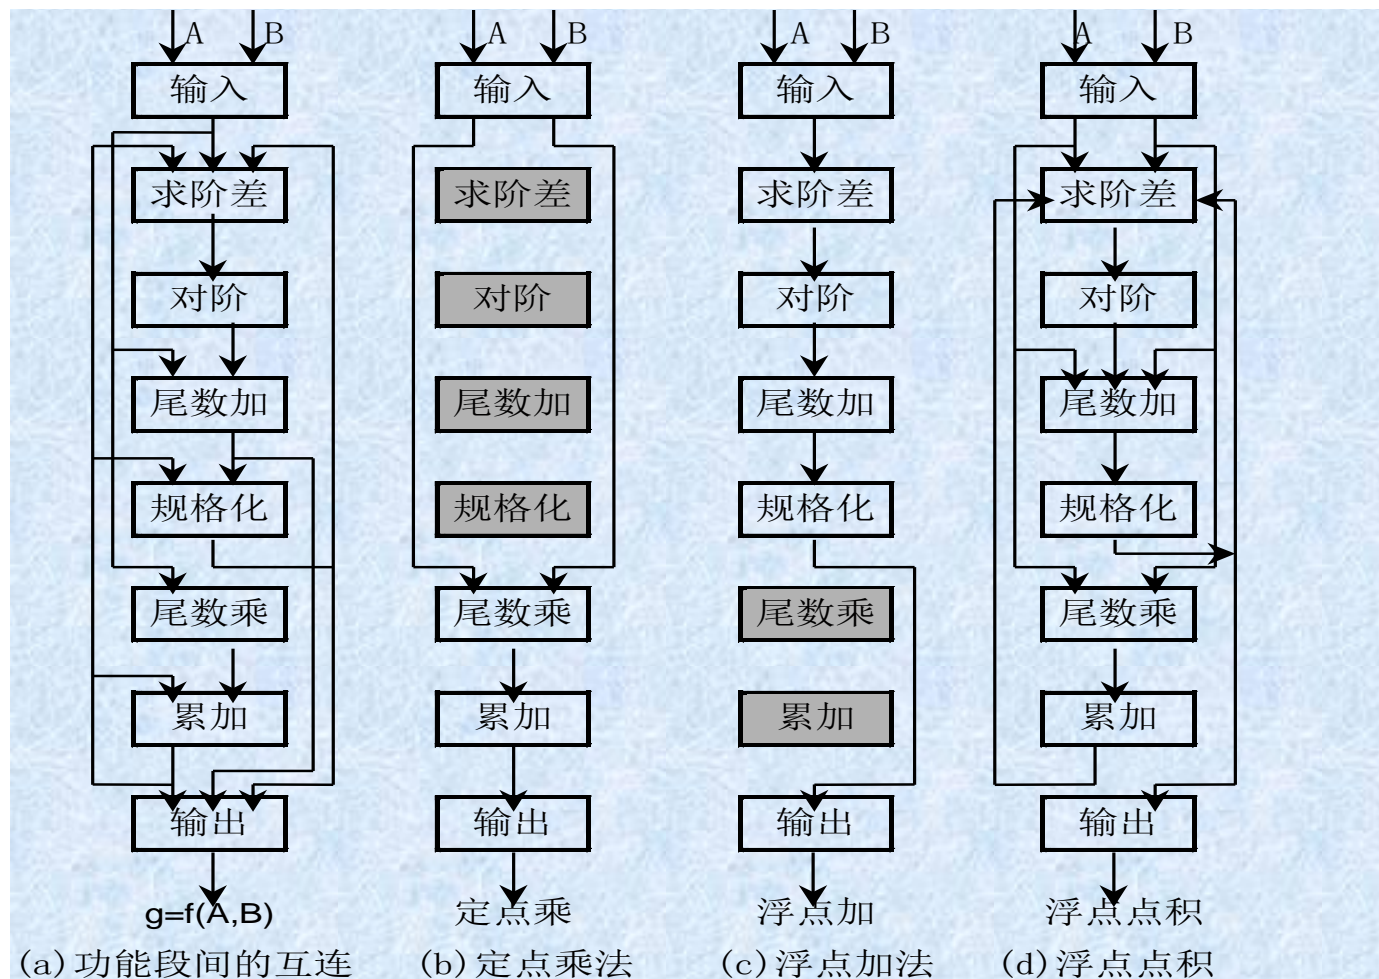 A B A B A B A B
输入 输入 输入 输入
求阶差 求阶差 求阶差 求阶差
对阶 对阶 对阶 对阶
尾数加 尾数加 尾数加 尾数加
规格化 规格化 规格化 规格化
尾数乘 尾数乘 尾数乘 尾数乘
累加 累加 累加 累加
输出 输出 输出 输出
g=f(A,B) 定点乘 浮点加 浮点点积
(a)功能段间的互连 (b)定点乘法 (c)浮点加法 (d)浮点点积